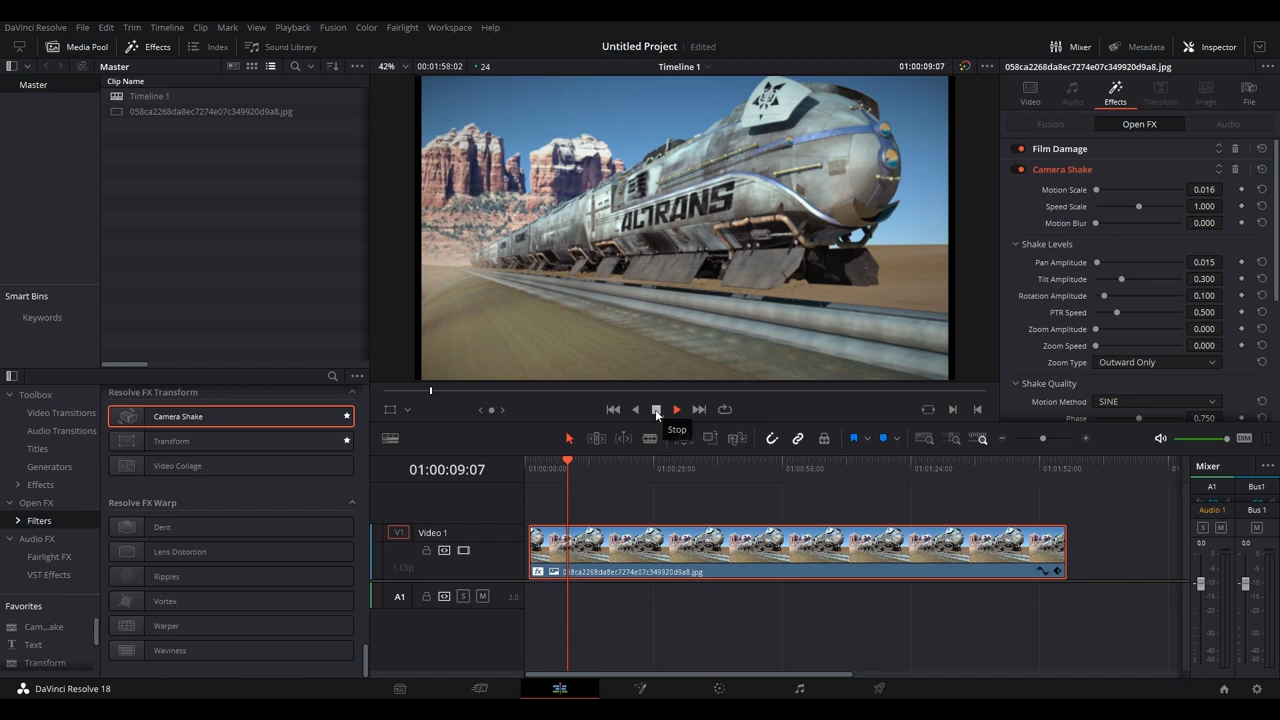 DaVinci Resolve File Edit Trim Timeline Clip Mark View Playback Fusion Color Fairlight Workspace Help
Media Pool Effects Index Sound Library Untitled Project Edited Mixer Metadata Inspector
Master 42% 00:01:58:02 24 Timeline 1 01:00:09:07 058ca2268da8ec7274e07c349920d9a8.jpg
Master
Clip Name
Timeline 1
058ca2268da8ec7274e07c349920d9a8.jpg
Smart Bins
Keywords
ALTRANS
Video Audio Effects Transition Image File
Fusion Open FX Audio
Film Damage
Camera Shake
Motion Scale 0.016
Speed Scale 1.000
Motion Blur 0.000
Shake Levels
Pan Amplitude 0.015
Tilt Amplitude 0.300
Rotation Amplitude 0.100
PTR Speed 0.500
Zoom Amplitude 0.000
Zoom Speed 0.000
Zoom Type Outward Only
Shake Quality
Motion Method SINE
Phase 0.750
Toolbox
Video Transitions
Audio Transitions
Titles
Generators
Effects
Open FX
Filters
Audio FX
Fairlight FX
VST Effects
Favorites
Cam...ake
Text
Transform
Resolve FX Transform
Camera Shake
Transform
Video Collage
Resolve FX Warp
Dent
Lens Distortion
Ripples
Vortex
Warper
Waviness
Stop
DIM
01:00:09:07 01:00:00:00 01:00:28:00 01:00:56:00 01:01:24:00 01:01:52:00
V1 Video 1
1 Clip
058ca2268da8ec7274e07c349920d9a8.jpg
A1 S M 2.0
Mixer
A1 Bus1
Audio 1 Bus 1
S M M
0.0 0.0
0
-5
-10
-15
-20
-30
-40
-50
DaVinci Resolve 18